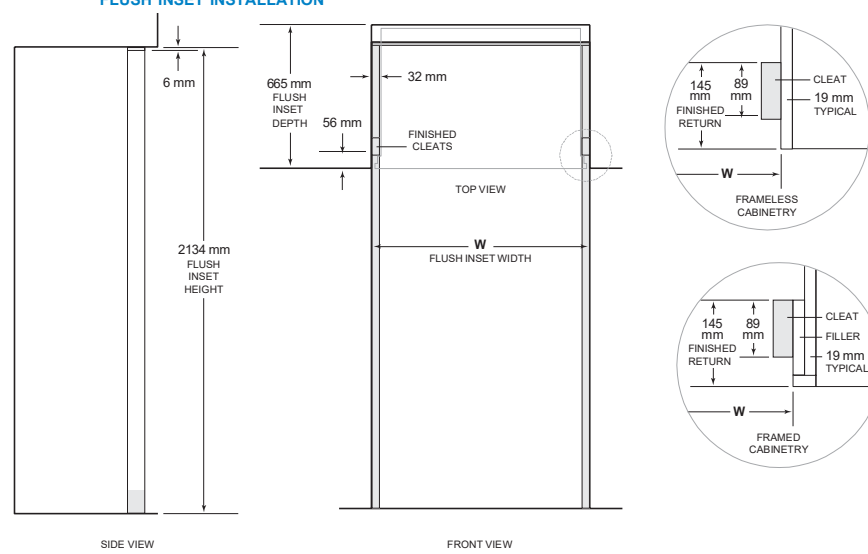 FLUSH INSET INSTALLATION
6 mm
2134 mm
FLUSH
INSET
HEIGHT
SIDE VIEW
665 mm
FLUSH
INSET
DEPTH
32 mm
56 mm
FINISHED
CLEATS
TOP VIEW
W
FLUSH INSET WIDTH
FRONT VIEW
145
mm
FINISHED
RETURN
89
mm
CLEAT
19 mm
TYPICAL
W
FRAMELESS
CABINETRY
145
mm
FINISHED
RETURN
89
mm
CLEAT
FILLER
19 mm
TYPICAL
W
FRAMED
CABINETRY